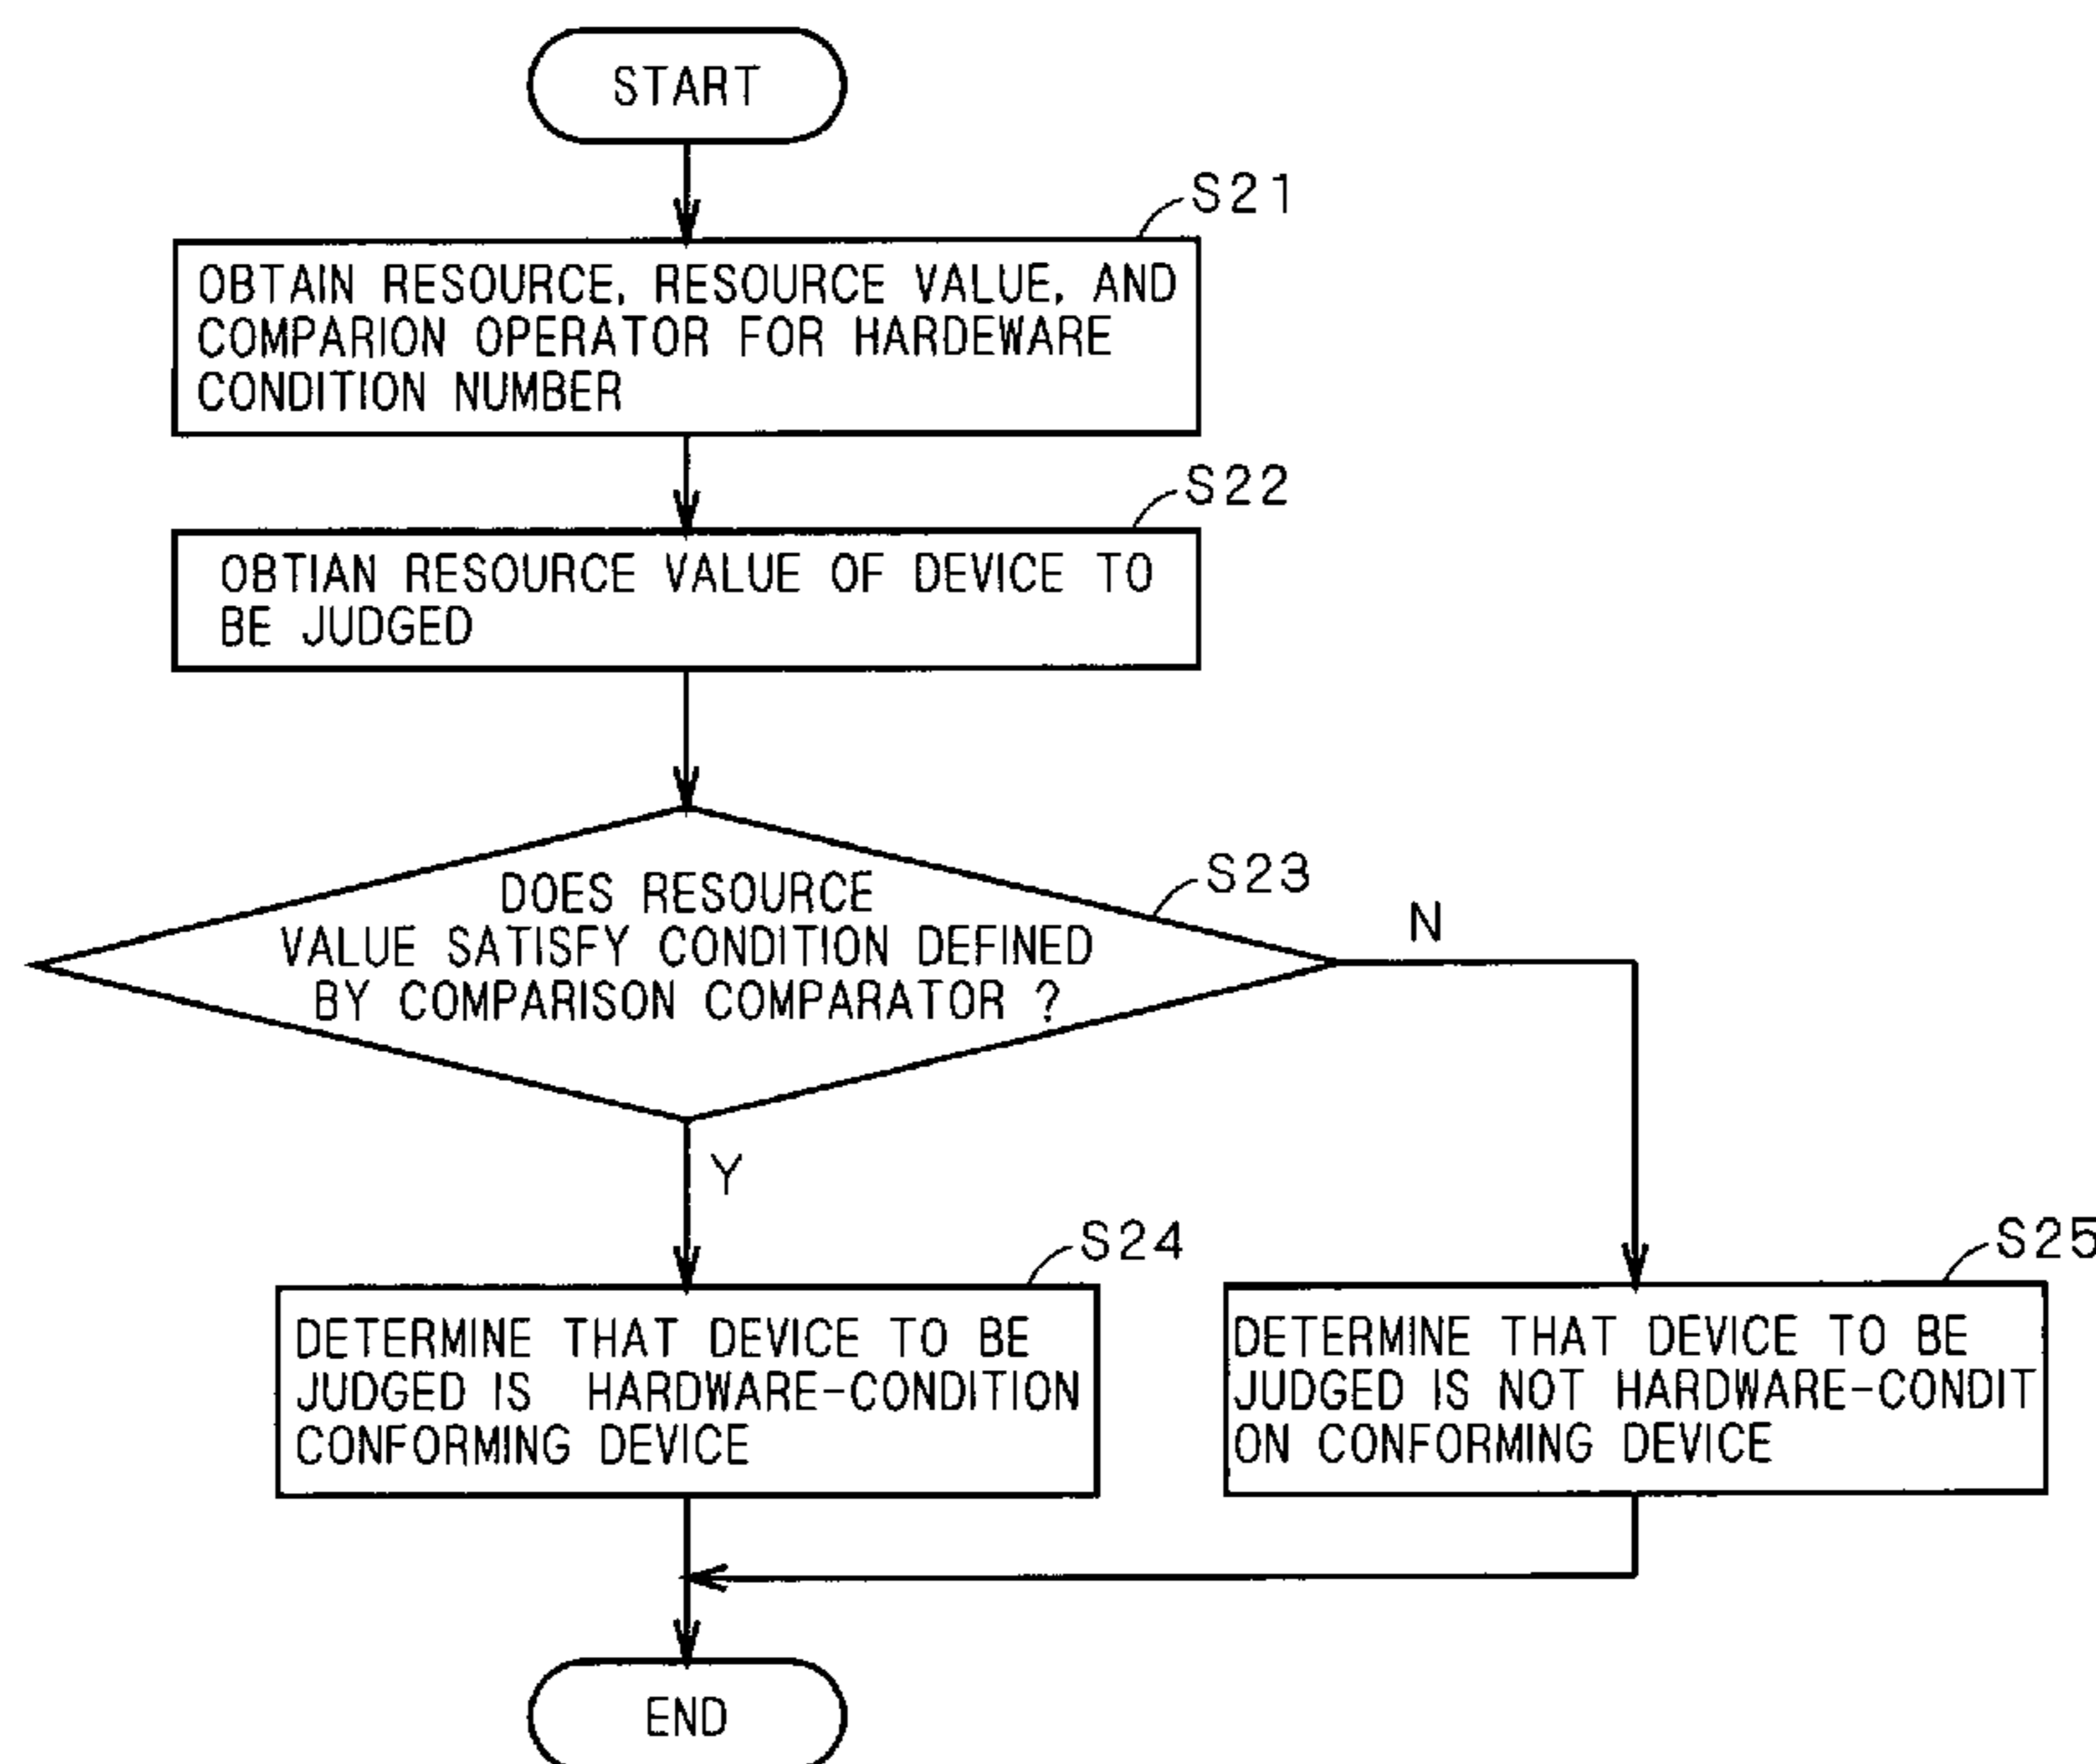 START
S21
OBTAIN RESOURCE, RESOURCE VALUE, AND
COMPARION OPERATOR FOR HARDEWARE
CONDITION NUMBER
S22
OBTIAN RESOURCE VALUE OF DEVICE TO
BE JUDGED
S23
DOES RESOURCE
VALUE SATISFY CONDITION DEFINED
BY COMPARISON COMPARATOR ?
N
Y
S24
DETERMINE THAT DEVICE TO BE
JUDGED IS HARDWARE-CONDITION
CONFORMING DEVICE
S25
DETERMINE THAT DEVICE TO BE
JUDGED IS NOT HARDWARE-CONDIT
ON CONFORMING DEVICE
END